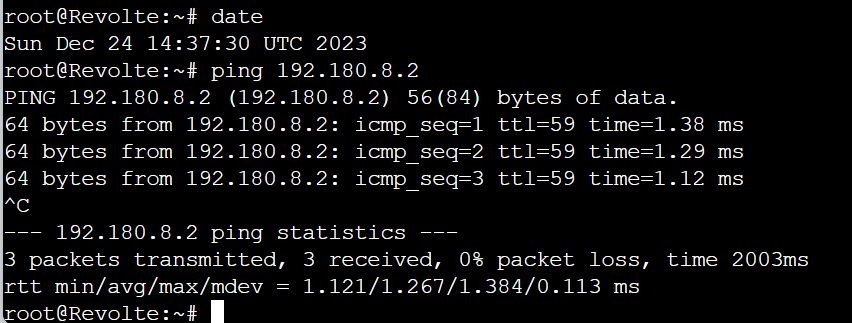 root@Revolte:~# date
Sun Dec 24 14:37:30 UTC 2023
root@Revolte:~# ping 192.180.8.2
PING 192.180.8.2 (192.180.8.2) 56(84) bytes of data.
64 bytes from 192.180.8.2: icmp_seq=1 ttl=59 time=1.38 ms
64 bytes from 192.180.8.2: icmp_seq=2 ttl=59 time=1.29 ms
64 bytes from 192.180.8.2: icmp_seq=3 ttl=59 time=1.12 ms
^C
--- 192.180.8.2 ping statistics ---
3 packets transmitted, 3 received, 0% packet loss, time 2003ms
rtt min/avg/max/mdev = 1.121/1.267/1.384/0.113 ms
root@Revolte:~#